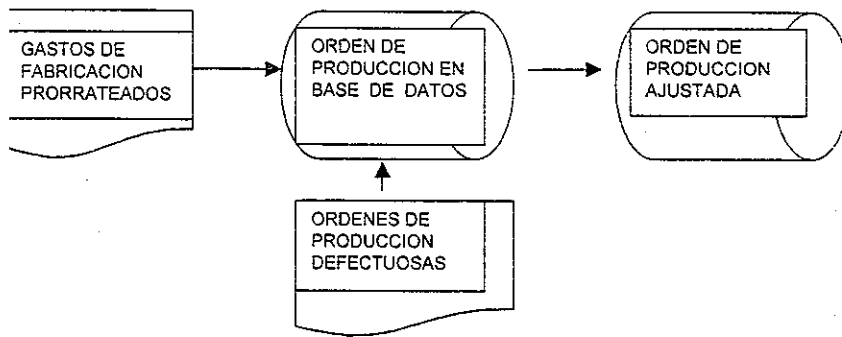 GASTOS DE
FABRICACION
PRORRATEADOS
ORDEN DE
PRODUCCION EN
BASE DE DATOS
ORDEN DE
PRODUCCION
AJUSTADA
ORDENES DE
PRODUCCION
DEFECTUOSAS